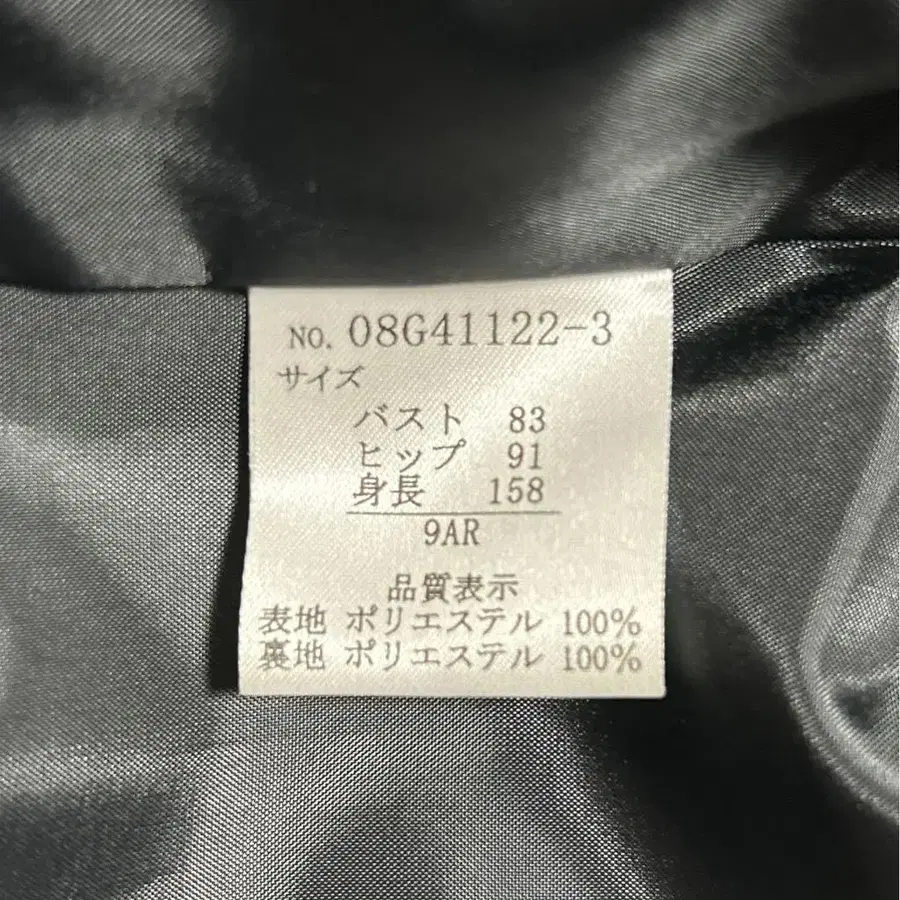 NO. 08G41122-3
サイズ
バスト 83
ヒップ 91
身長 158
9AR
品質表示
表地 ポリエステル 100%
裏地 ポリエステル 100%